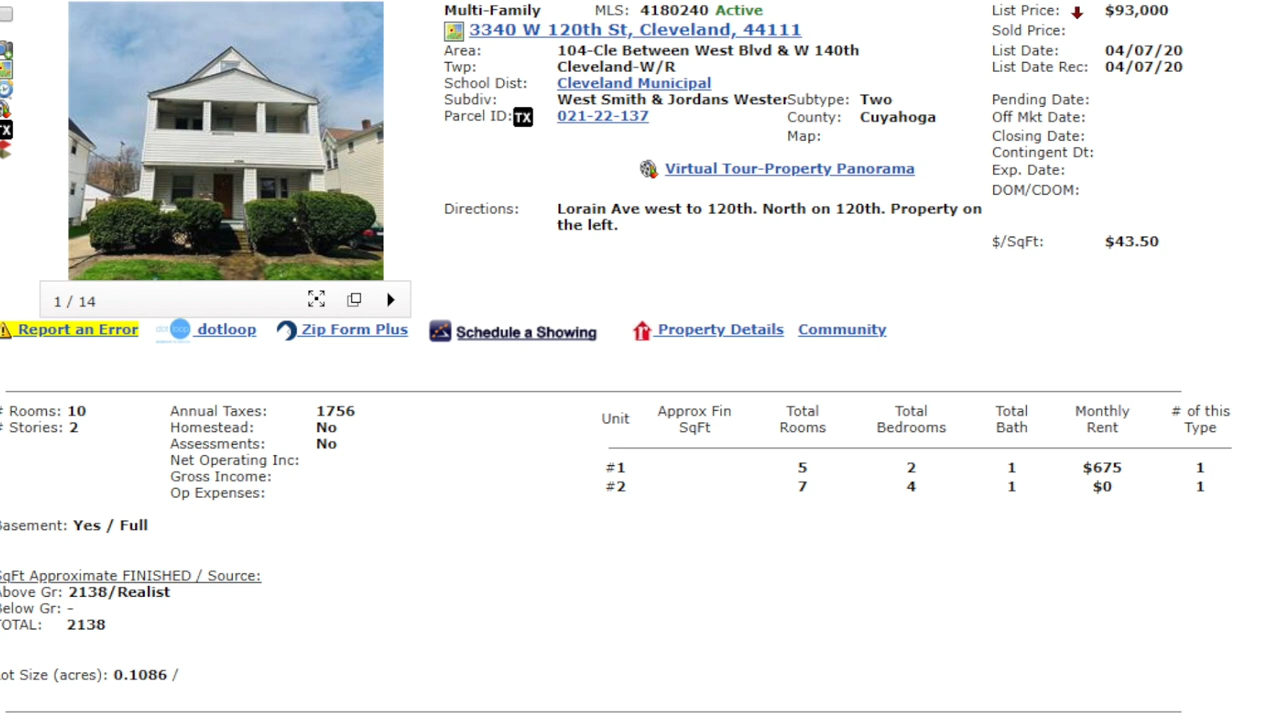 Multi-Family MLS: 4180240 Active
3340 W 120th St, Cleveland, 44111
Area: 104-Cle Between West Blvd & W 140th
Twp: Cleveland-W/R
School Dist: Cleveland Municipal
Subdiv: West Smith & Jordans Wester Subtype: Two
Parcel ID: TX 021-22-137 County: Cuyahoga
Map:
Virtual Tour-Property Panorama
Directions: Lorain Ave west to 120th. North on 120th. Property on
the left.
List Price: $93,000
Sold Price:
List Date: 04/07/20
List Date Rec: 04/07/20
Pending Date:
Off Mkt Date:
Closing Date:
Contingent Dt:
Exp. Date:
DOM/CDOM:
$/SqFt: $43.50
TX
1 / 14
Report an Error dotloop Zip Form Plus Schedule a Showing Property Details Community
# Rooms: 10
# Stories: 2
Annual Taxes: 1756
Homestead: No
Assessments: No
Net Operating Inc:
Gross Income:
Op Expenses:
Unit Approx Fin SqFt Total Rooms Total Bedrooms Total Bath Monthly Rent # of this Type
#1 5 2 1 $675 1
#2 7 4 1 $0 1
Basement: Yes / Full
SqFt Approximate FINISHED / Source:
Above Gr: 2138/Realist
Below Gr: -
TOTAL: 2138
Lot Size (acres): 0.1086 /